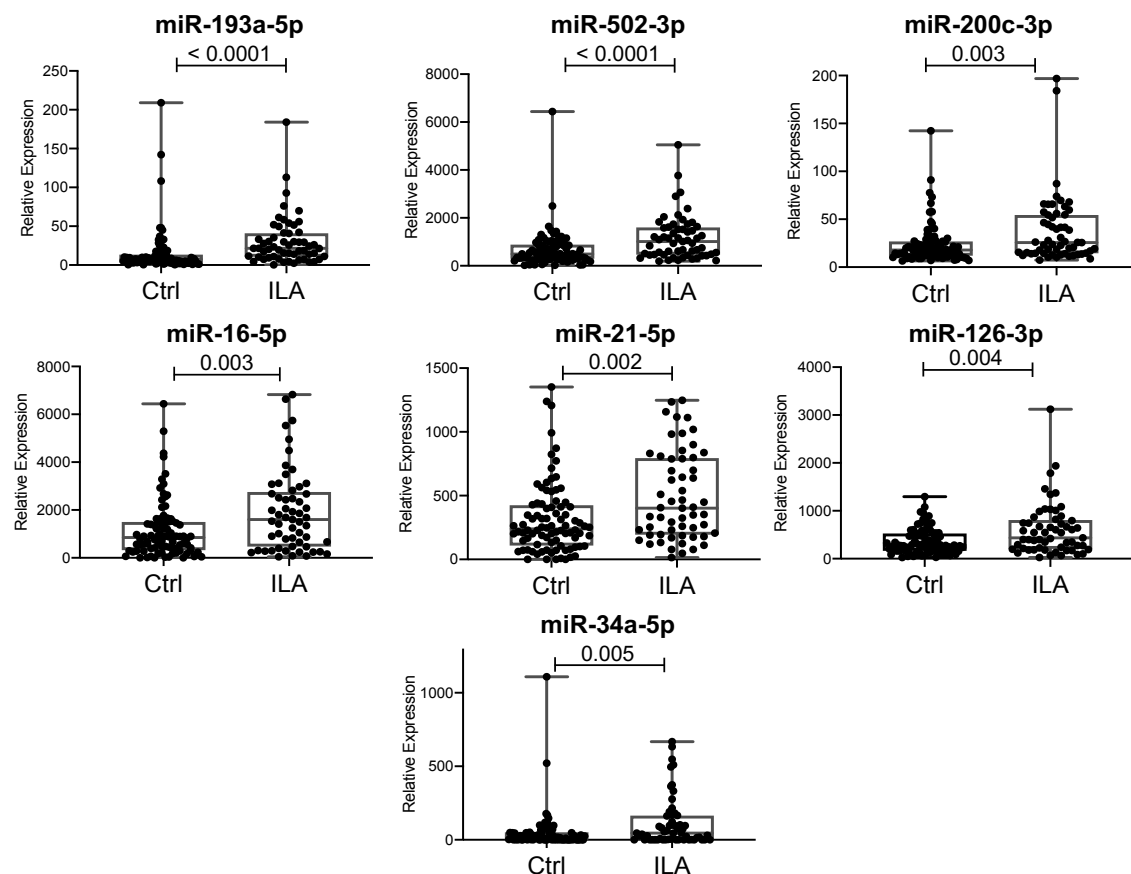 miR-193a-5p
< 0.0001
250
200
150
100
50
0
Relative Expression
Ctrl
ILA
miR-502-3p
< 0.0001
8000
6000
4000
2000
0
Relative Expression
Ctrl
ILA
miR-200c-3p
0.003
200
150
100
50
0
Relative Expression
Ctrl
ILA
miR-16-5p
0.003
8000
6000
4000
2000
0
Relative Expression
Ctrl
ILA
miR-21-5p
0.002
1500
1000
500
0
Relative Expression
Ctrl
ILA
miR-126-3p
0.004
4000
3000
2000
1000
0
Relative Expression
Ctrl
ILA
miR-34a-5p
0.005
1000
500
0
Relative Expression
Ctrl
ILA